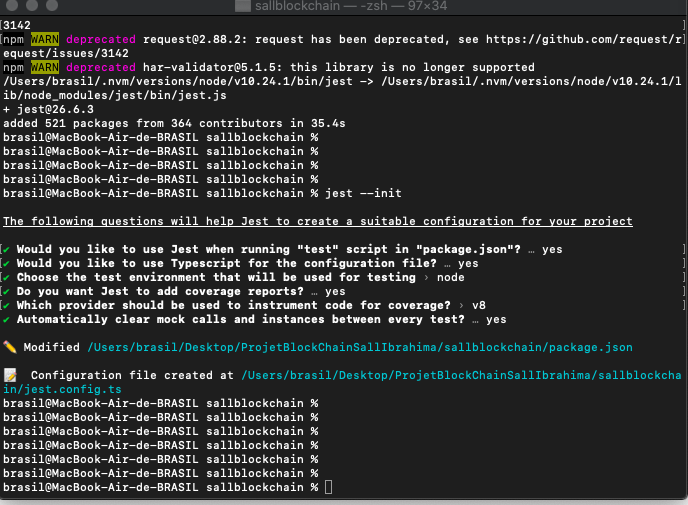 sallblockchain — -zsh — 97×34
3142
npm WARN deprecated request@2.88.2: request has been deprecated, see https://github.com/request/r
equest/issues/3142
npm WARN deprecated har-validator@5.1.5: this library is no longer supported
/Users/brasil/.nvm/versions/node/v10.24.1/bin/jest -> /Users/brasil/.nvm/versions/node/v10.24.1/l
ib/node_modules/jest/bin/jest.js
+ jest@26.6.3
added 521 packages from 364 contributors in 35.4s
brasil@MacBook-Air-de-BRASIL sallblockchain %
brasil@MacBook-Air-de-BRASIL sallblockchain %
brasil@MacBook-Air-de-BRASIL sallblockchain %
brasil@MacBook-Air-de-BRASIL sallblockchain %
brasil@MacBook-Air-de-BRASIL sallblockchain % jest --init
The following questions will help Jest to create a suitable configuration for your project
✔ Would you like to use Jest when running "test" script in "package.json"? … yes
✔ Would you like to use Typescript for the configuration file? … yes
✔ Choose the test environment that will be used for testing › node
✔ Do you want Jest to add coverage reports? … yes
✔ Which provider should be used to instrument code for coverage? › v8
✔ Automatically clear mock calls and instances between every test? … yes
✏️ Modified /Users/brasil/Desktop/ProjetBlockChainSallIbrahima/sallblockchain/package.json
📝 Configuration file created at /Users/brasil/Desktop/ProjetBlockChainSallIbrahima/sallblockcha
in/jest.config.ts
brasil@MacBook-Air-de-BRASIL sallblockchain %
brasil@MacBook-Air-de-BRASIL sallblockchain %
brasil@MacBook-Air-de-BRASIL sallblockchain %
brasil@MacBook-Air-de-BRASIL sallblockchain %
brasil@MacBook-Air-de-BRASIL sallblockchain %
brasil@MacBook-Air-de-BRASIL sallblockchain %
brasil@MacBook-Air-de-BRASIL sallblockchain %